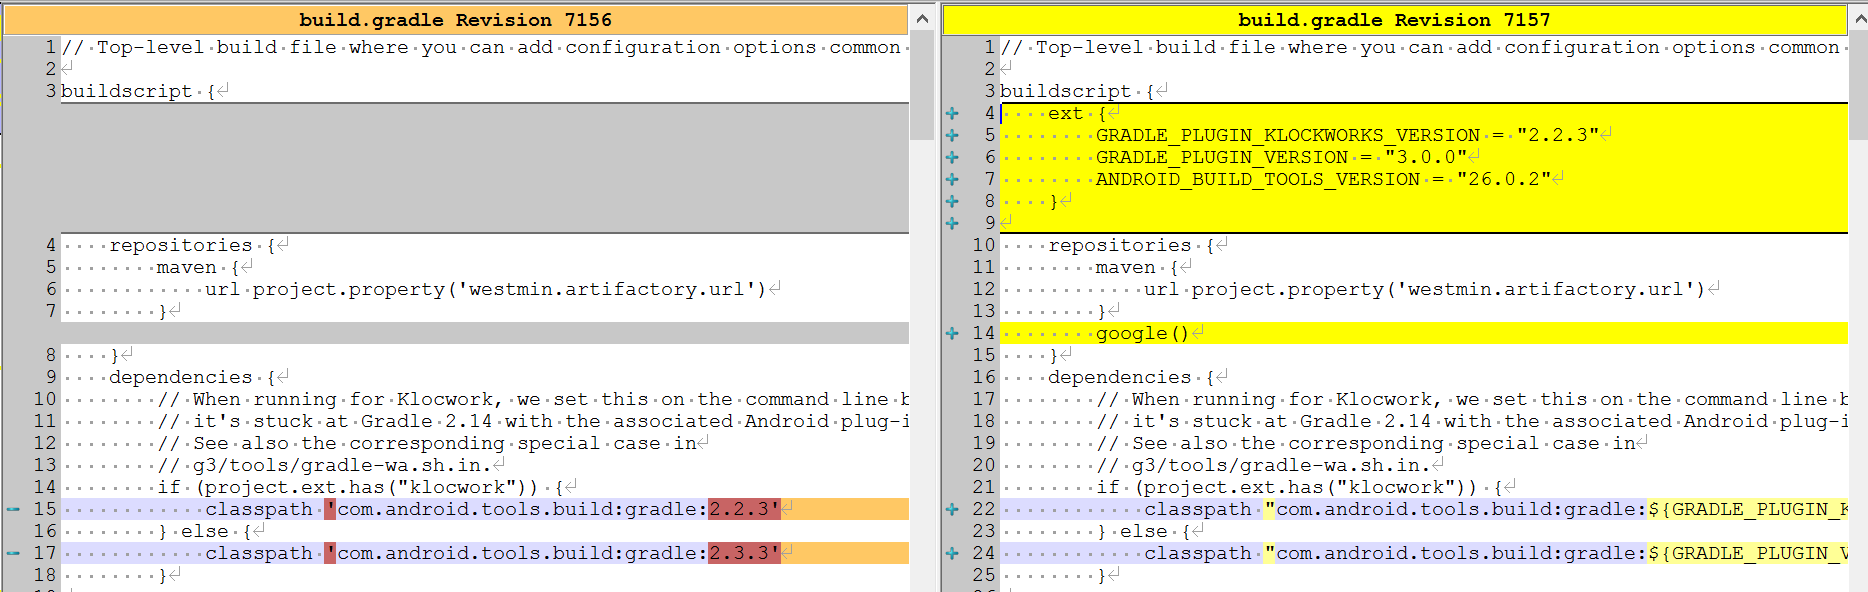 build.gradle Revision 7156
1 // Top-level build file where you can add configuration options common
2
3 buildscript {
4     repositories {
5         maven {
6             url project.property('westmin.artifactory.url')
7         }
8     }
9     dependencies {
10         // When running for Klocwork, we set this on the command line b
11         // it's stuck at Gradle 2.14 with the associated Android plug-i
12         // See also the corresponding special case in
13         // g3/tools/gradle-wa.sh.in.
14         if (project.ext.has("klocwork")) {
15             classpath 'com.android.tools.build:gradle:2.2.3'
16         } else {
17             classpath 'com.android.tools.build:gradle:2.3.3'
18         }
build.gradle Revision 7157
1 // Top-level build file where you can add configuration options common
2
3 buildscript {
4     ext {
5         GRADLE_PLUGIN_KLOCKWORKS_VERSION = "2.2.3"
6         GRADLE_PLUGIN_VERSION = "3.0.0"
7         ANDROID_BUILD_TOOLS_VERSION = "26.0.2"
8     }
9
10     repositories {
11         maven {
12             url project.property('westmin.artifactory.url')
13         }
14         google()
15     }
16     dependencies {
17         // When running for Klocwork, we set this on the command line b
18         // it's stuck at Gradle 2.14 with the associated Android plug-i
19         // See also the corresponding special case in
20         // g3/tools/gradle-wa.sh.in.
21         if (project.ext.has("klocwork")) {
22             classpath "com.android.tools.build:gradle:${GRADLE_PLUGIN_K
23         } else {
24             classpath "com.android.tools.build:gradle:${GRADLE_PLUGIN_V
25         }